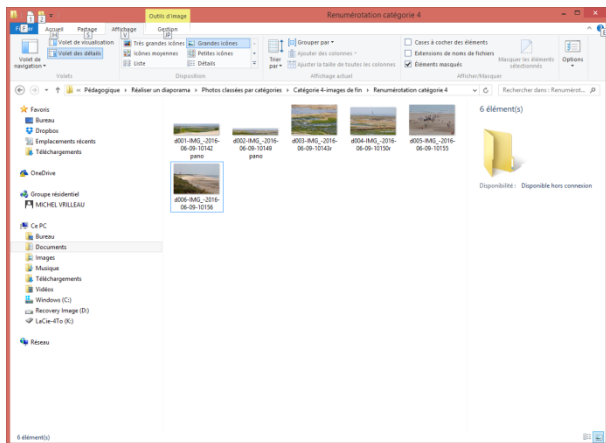 Outils d'image
Renumérotation catégorie 4
Fichier Accueil Partage Affichage Gestion
Volet de navigation
Volet de visualisation
Volet des détails
Volets
Très grandes icônes
Grandes icônes
Icônes moyennes
Petites icônes
Liste
Détails
Disposition
Trier par
Grouper par
Ajouter des colonnes
Ajuster la taille de toutes les colonnes
Affichage actuel
Cases à cocher des éléments
Extensions de noms de fichiers
Éléments masqués
Masquer les éléments sélectionnés
Afficher/Masquer
Options
« Pédagogique Réaliser un diaporama Photos classées par catégories Catégorie 4-images de fin Renumérotation catégorie 4
Rechercher dans : Renumérot...
Favoris
Bureau
Dropbox
Emplacements récents
Téléchargements
OneDrive
Groupe résidentiel
MICHEL VRILLEAU
Ce PC
Bureau
Documents
Images
Musique
Téléchargements
Vidéos
Windows (C:)
Recovery Image (D:)
LaCie-4To (K:)
Réseau
d001-IMG_-2016-
06-09-10142
pano
d002-IMG_-2016-
06-09-10149
pano
d003-IMG_-2016-
06-09-10143r
d004-IMG_-2016-
06-09-10150r
d005-IMG_-2016-
06-09-10155
d006-IMG_-2016-
06-09-10156
6 élément(s)
Disponibilité : Disponible hors connexion
6 élément(s)